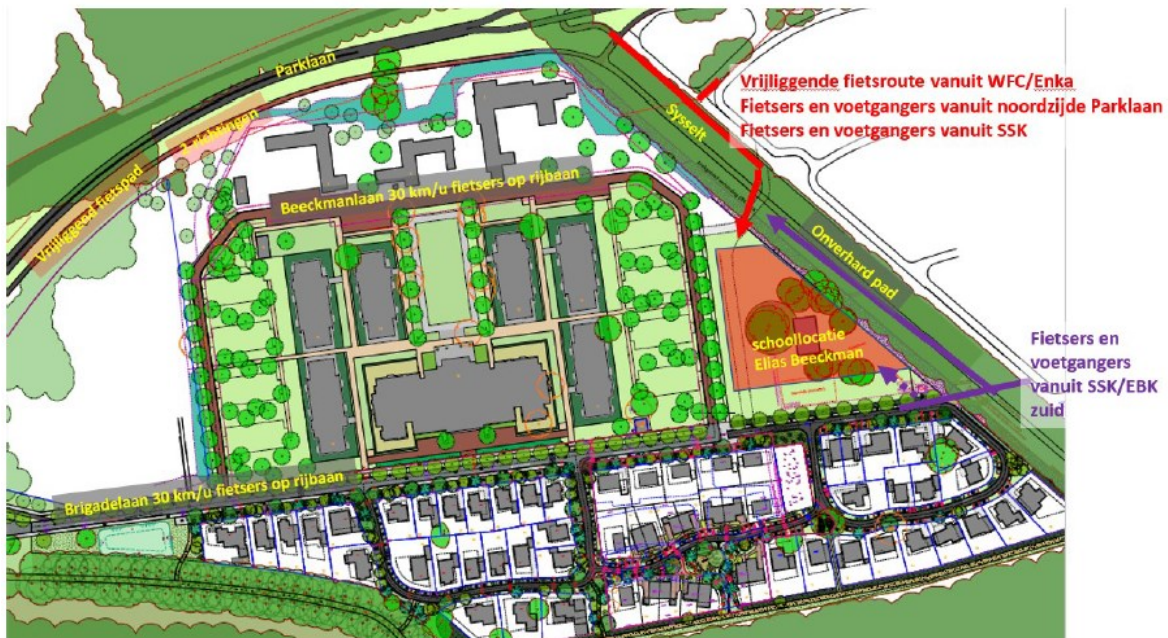 Parklaan
Vrijliggende fietsroute vanuit WFC/Enka
Fietsers en voetgangers vanuit noordzijde Parklaan
Fietsers en voetgangers vanuit SSK
2 richtingen
Vrijliggend fietspad
Sysselt
Beeckmanlaan 30 km/u fietsers op rijbaan
Onverhard pad
schoollocatie
Elias Beeckman
Fietsers en
voetgangers
vanuit SSK/EBK
zuid
Brigadelaan 30 km/u fietsers op rijbaan